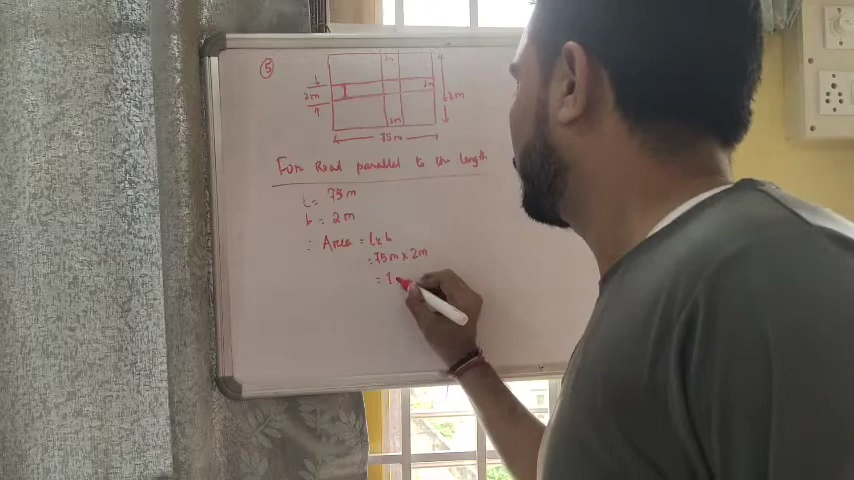 5
2m
2m
75m
For Road parallel to the length
l = 75m
b = 2m
∴ Area = l x b
= 75m x 2m
= 1